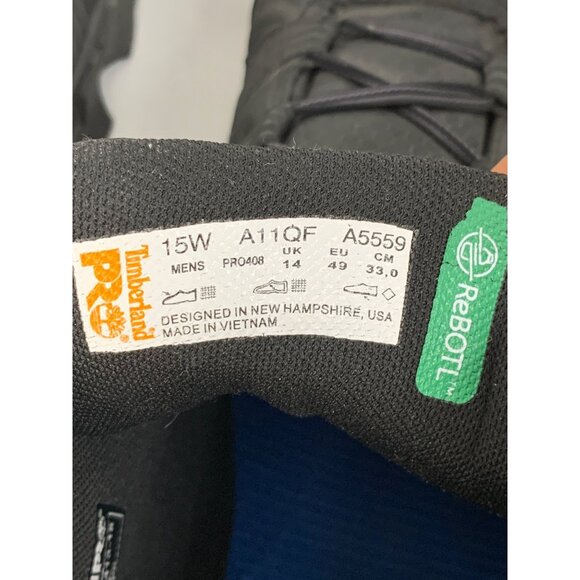 Timberland
PRO
15W A11QF A5559
UK EU CM
MENS PRO408 14 49 33,0
DESIGNED IN NEW HAMPSHIRE, USA
MADE IN VIETNAM
ReBOTL™